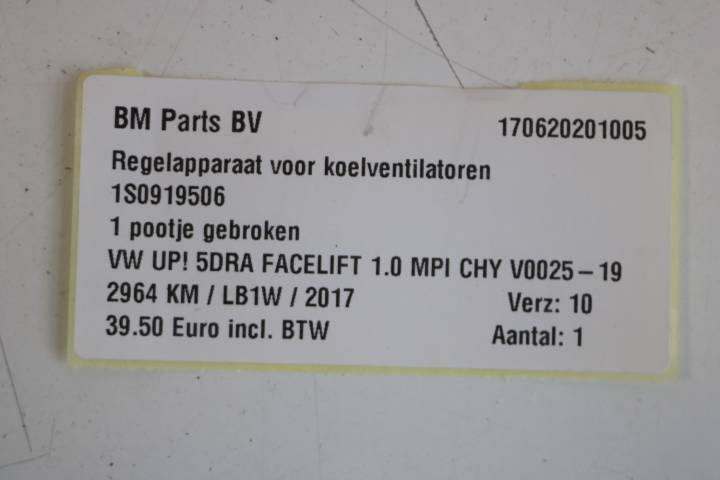 BM Parts BV 170620201005
Regelapparaat voor koelventilatoren
1S0919506
1 pootje gebroken
VW UP! 5DRA FACELIFT 1.0 MPI CHY V0025-19
2964 KM / LB1W / 2017 Verz: 10
39.50 Euro incl. BTW Aantal: 1